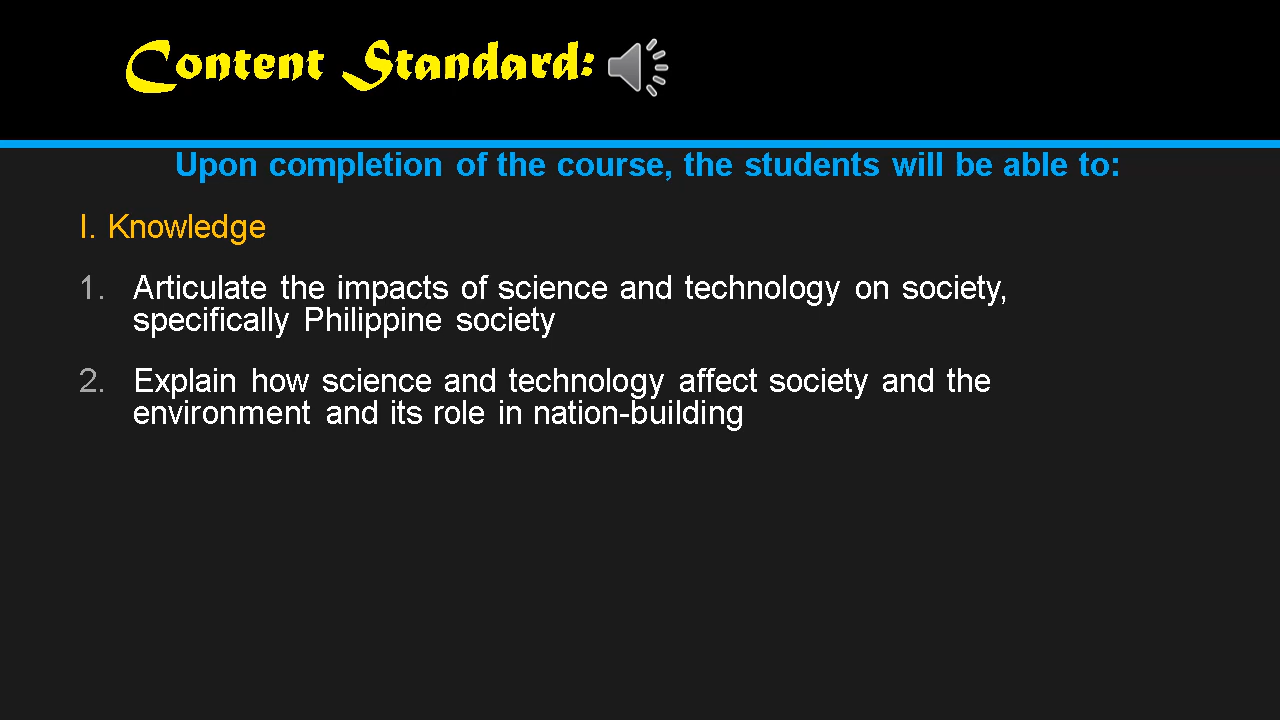 Content Standard:
Upon completion of the course, the students will be able to:
I. Knowledge
1. Articulate the impacts of science and technology on society,
specifically Philippine society
2. Explain how science and technology affect society and the
environment and its role in nation-building